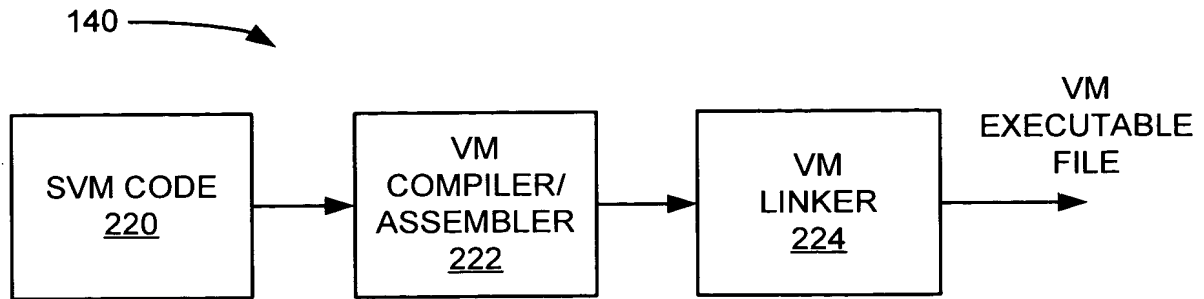 140
SVM CODE
220
VM
COMPILER/
ASSEMBLER
222
VM
LINKER
224
VM
EXECUTABLE
FILE